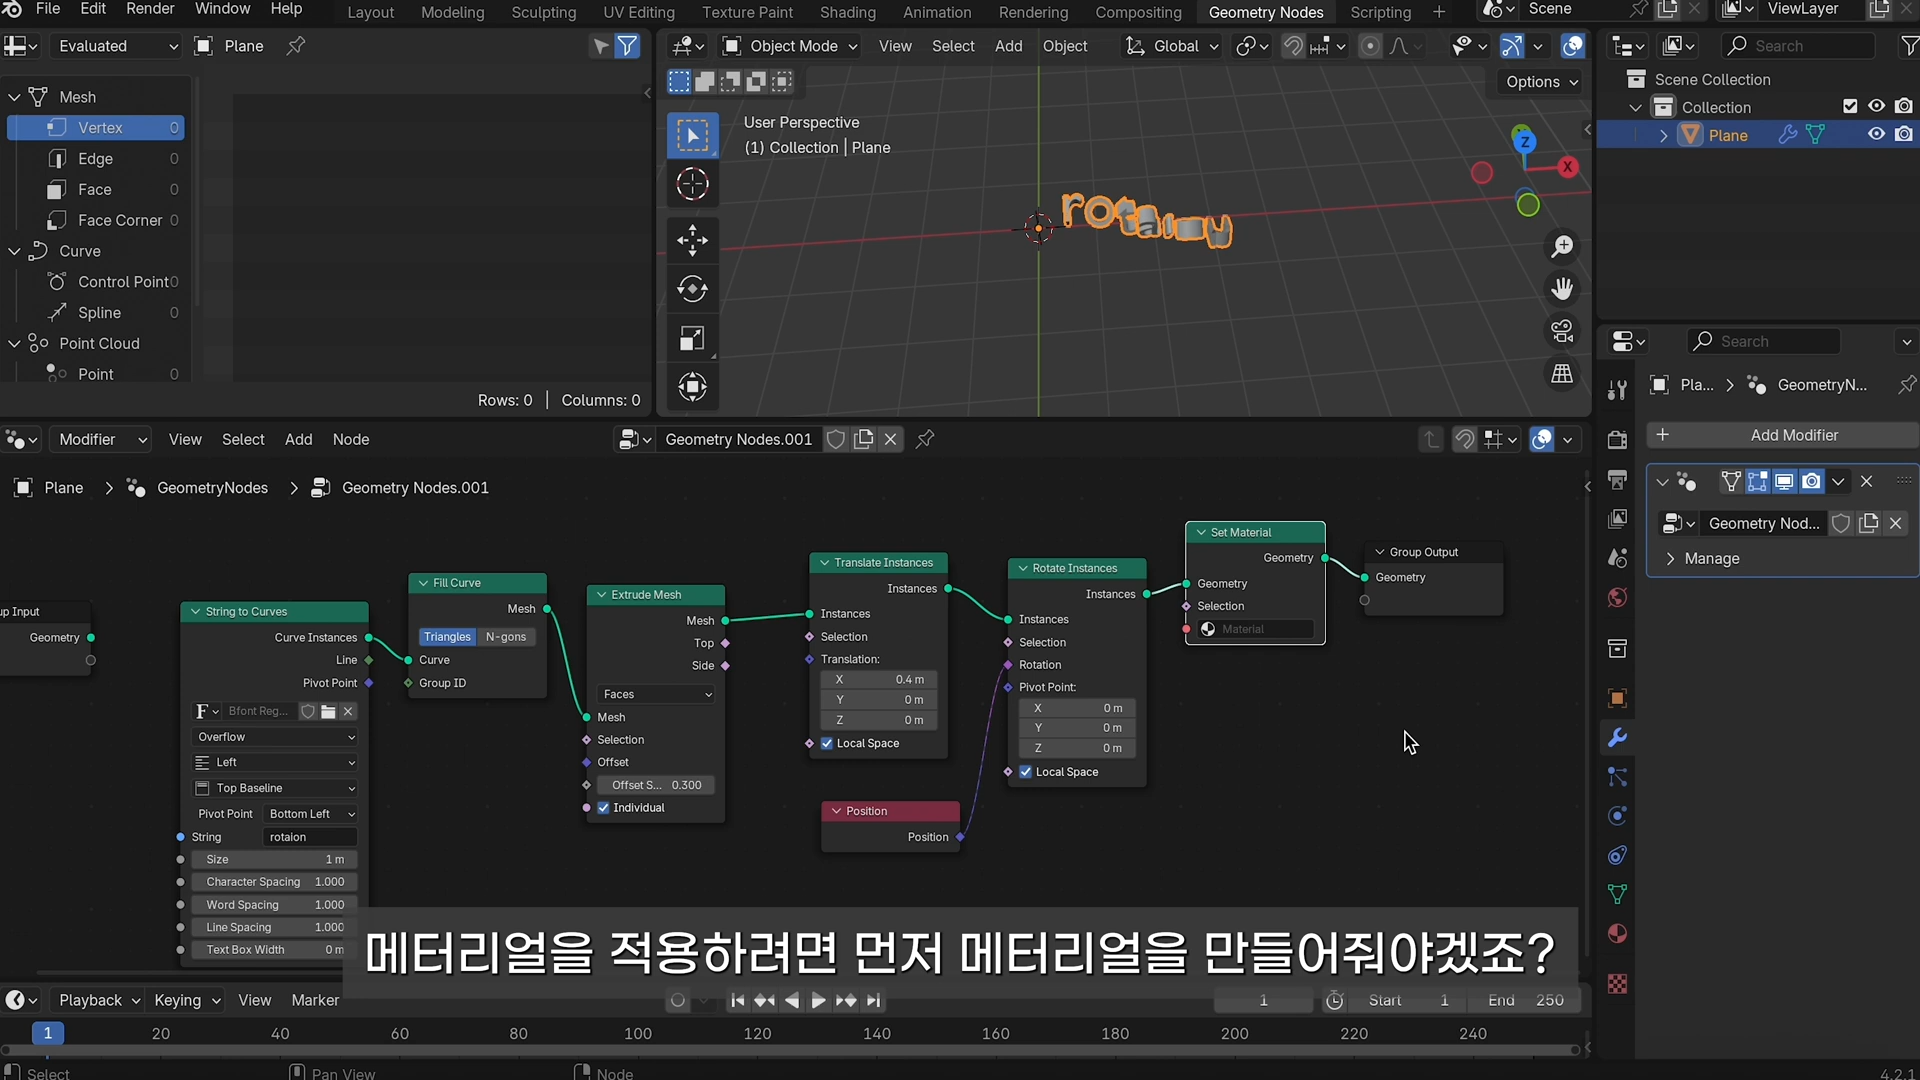 File Edit Render Window Help Layout Modeling Sculpting UV Editing Texture Paint Shading Animation Rendering Compositing Geometry Nodes Scripting + Scene ViewLayer
Evaluated Plane
Object Mode View Select Add Object Global
Search
Options
Mesh
Vertex 0
Edge 0
Face 0
Face Corner 0
Curve
Control Point 0
Spline 0
Point Cloud
Point 0
Rows: 0 | Columns: 0
User Perspective
(1) Collection | Plane
rotaion
Z
X
Scene Collection
Collection
Plane
Search
Pla... > GeometryN...
+ Add Modifier
Geometry Nod...
Manage
Modifier View Select Add Node Geometry Nodes.001
Plane > GeometryNodes > Geometry Nodes.001
up Input
Geometry
String to Curves
Curve Instances
Line
Pivot Point
F Bfont Reg...
Overflow
Left
Top Baseline
Pivot Point Bottom Left
String rotaion
Size 1 m
Character Spacing 1.000
Word Spacing 1.000
Line Spacing 1.000
Text Box Width 0 m
Fill Curve
Mesh
Triangles N-gons
Curve
Group ID
Extrude Mesh
Mesh
Top
Side
Faces
Mesh
Selection
Offset
Offset S... 0.300
Individual
Translate Instances
Instances
Instances
Selection
Translation:
X 0.4 m
Y 0 m
Z 0 m
Local Space
Position
Position
Rotate Instances
Instances
Instances
Selection
Rotation
Pivot Point:
X 0 m
Y 0 m
Z 0 m
Local Space
Set Material
Geometry
Geometry
Selection
Material
Group Output
Geometry
메터리얼을 적용하려면 먼저 메터리얼을 만들어줘야겠죠?
Playback Keying View Marker 1 Start 1 End 250
1 20 40 60 80 100 120 140 160 180 200 220 240
Select Pan View Node 4.2.1